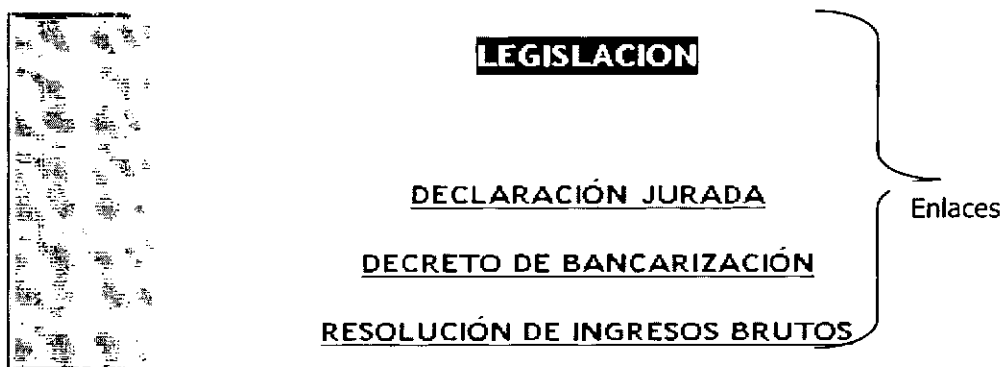 LEGISLACION
DECLARACIÓN JURADA
Enlaces
DECRETO DE BANCARIZACIÓN
RESOLUCIÓN DE INGRESOS BRUTOS